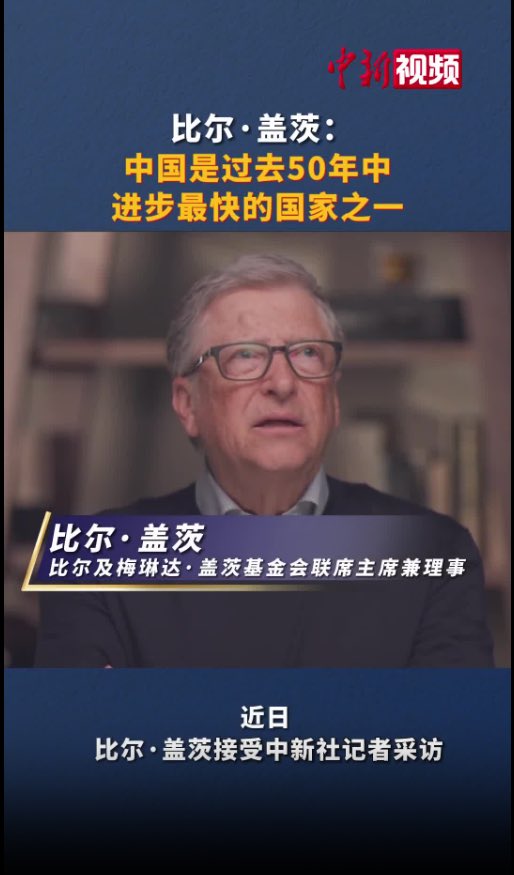 中新视频
比尔·盖茨：
中国是过去50年中
进步最快的国家之一
比尔·盖茨
比尔及梅琳达·盖茨基金会联席主席兼理事
近日
比尔·盖茨接受中新社记者采访